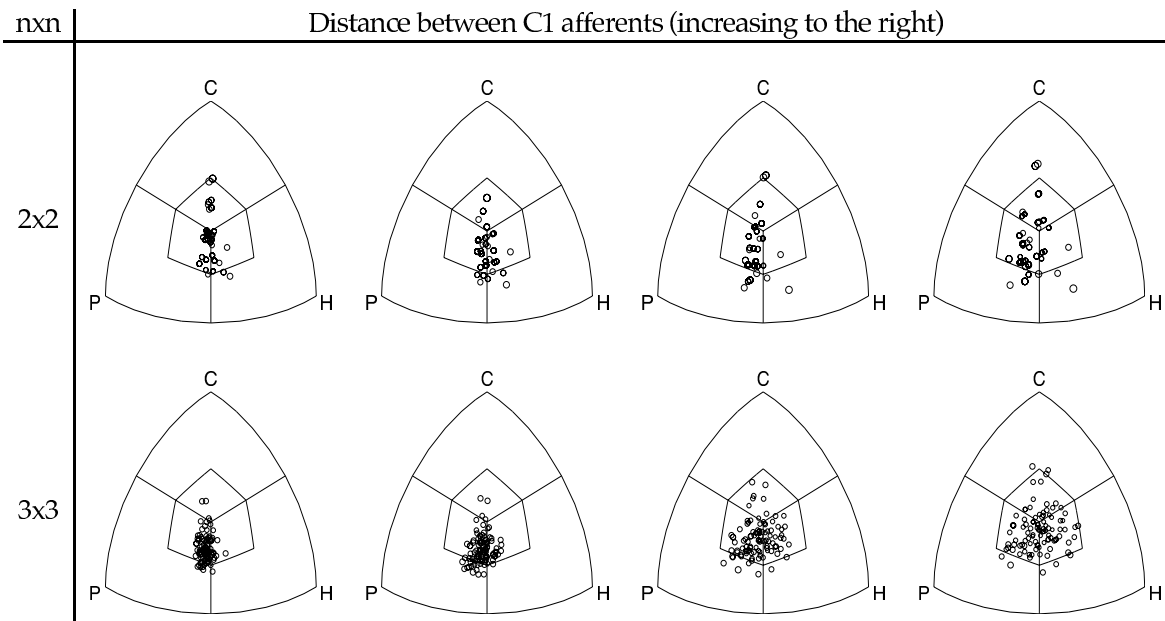 nxn Distance between C1 afferents (increasing to the right)
C C C C
2x2
P H P H P H P H
C C C C
3x3
P H P H P H P H